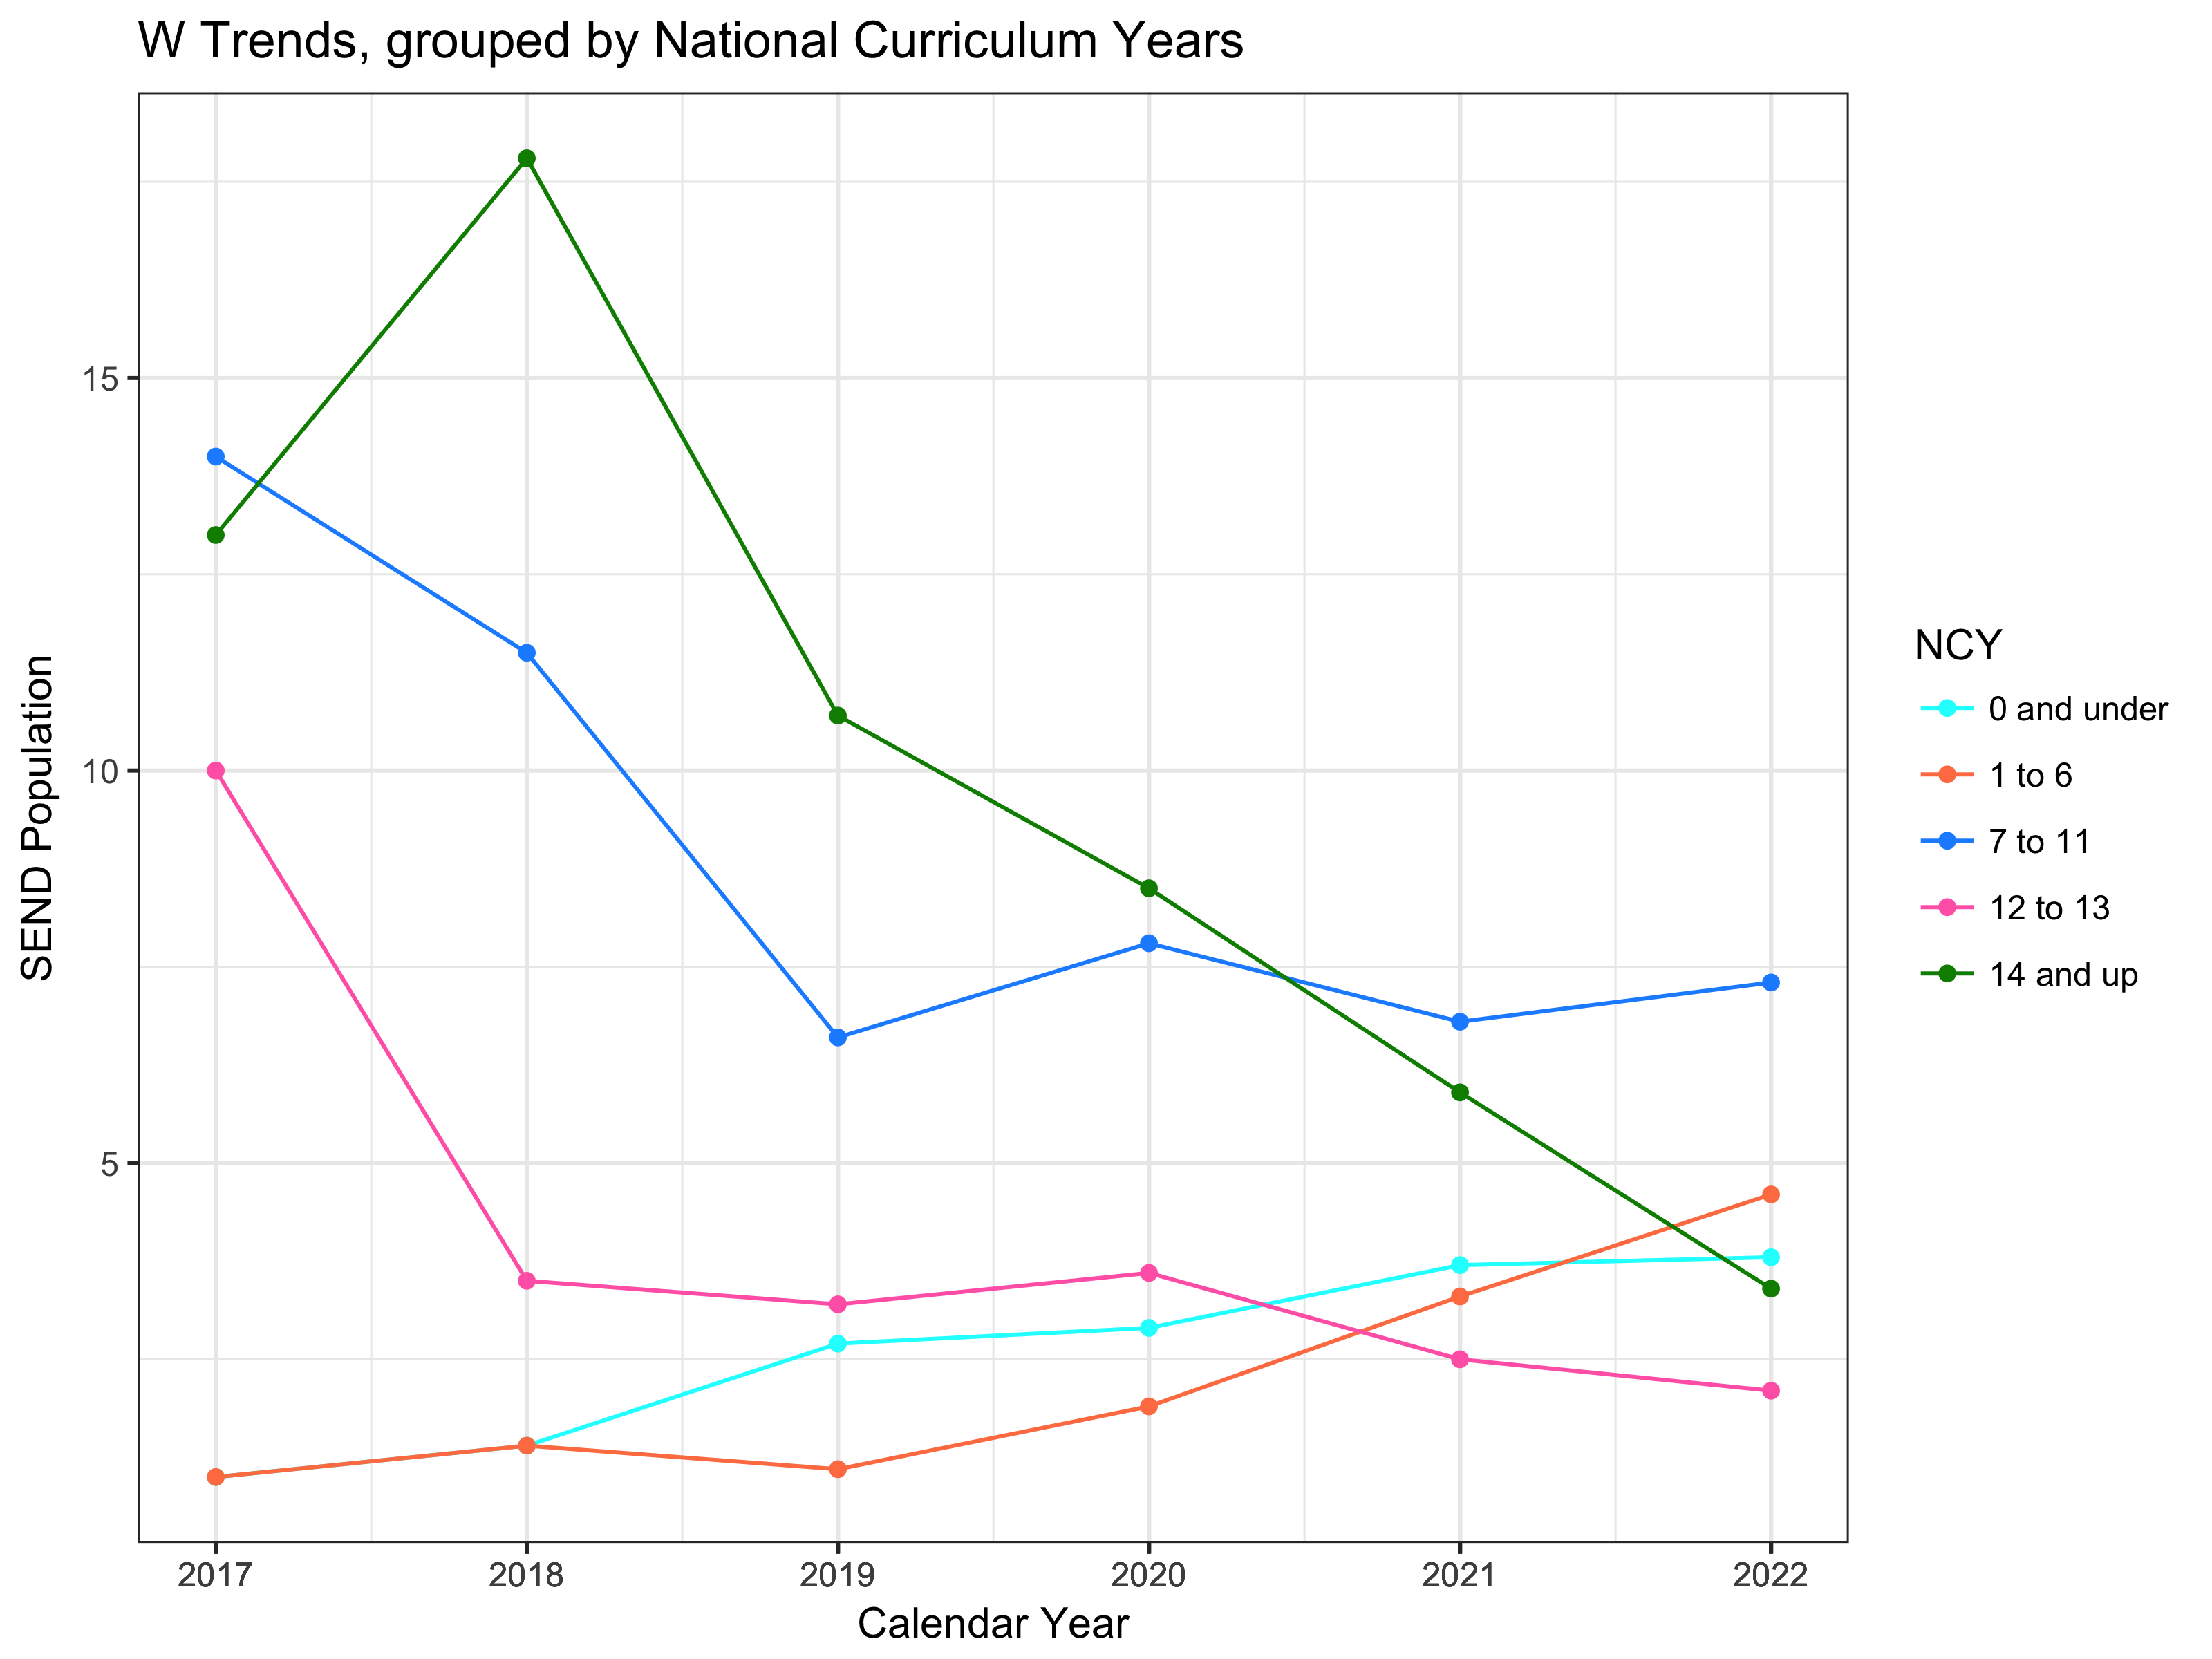 W Trends, grouped by National Curriculum Years
SEND Population
15
10
5
2017 2018 2019 2020 2021 2022
Calendar Year
NCY
0 and under
1 to 6
7 to 11
12 to 13
14 and up